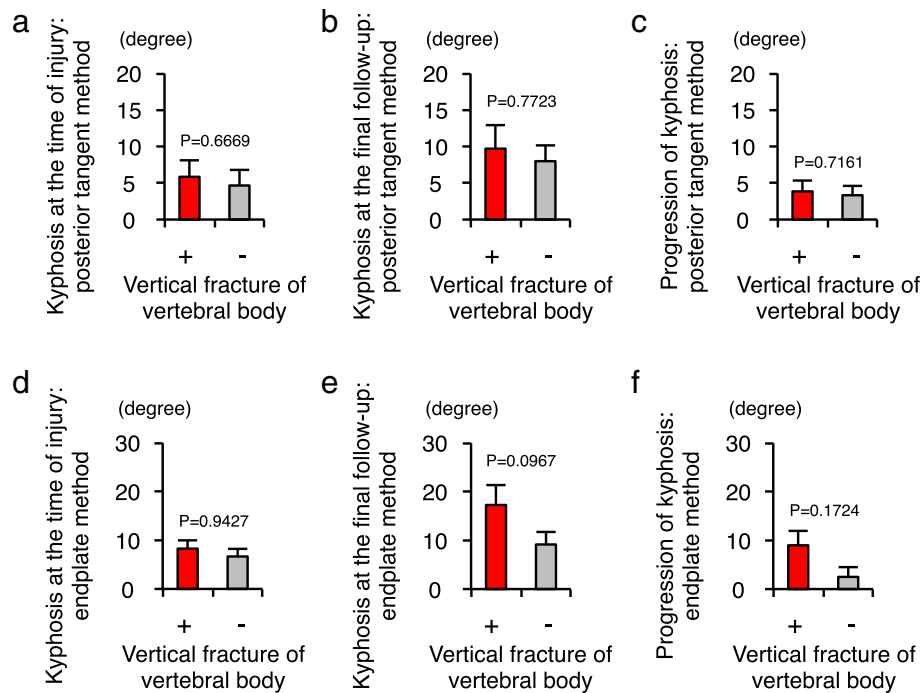 a
Kyphosis at the time of injury:
posterior tangent method
(degree)
20
15
10
5
0
P=0.6669
+ -
Vertical fracture of
vertebral body
b
Kyphosis at the final follow-up:
posterior tangent method
(degree)
20
15
10
5
0
P=0.7723
+ -
Vertical fracture of
vertebral body
c
Progression of kyphosis:
posterior tangent method
(degree)
20
15
10
5
0
P=0.7161
+ -
Vertical fracture of
vertebral body
d
Kyphosis at the time of injury:
endplate method
(degree)
30
20
10
0
P=0.9427
+ -
Vertical fracture of
vertebral body
e
Kyphosis at the final follow-up:
endplate method
(degree)
30
20
10
0
P=0.0967
+ -
Vertical fracture of
vertebral body
f
Progression of kyphosis:
endplate method
(degree)
30
20
10
0
P=0.1724
+ -
Vertical fracture of
vertebral body